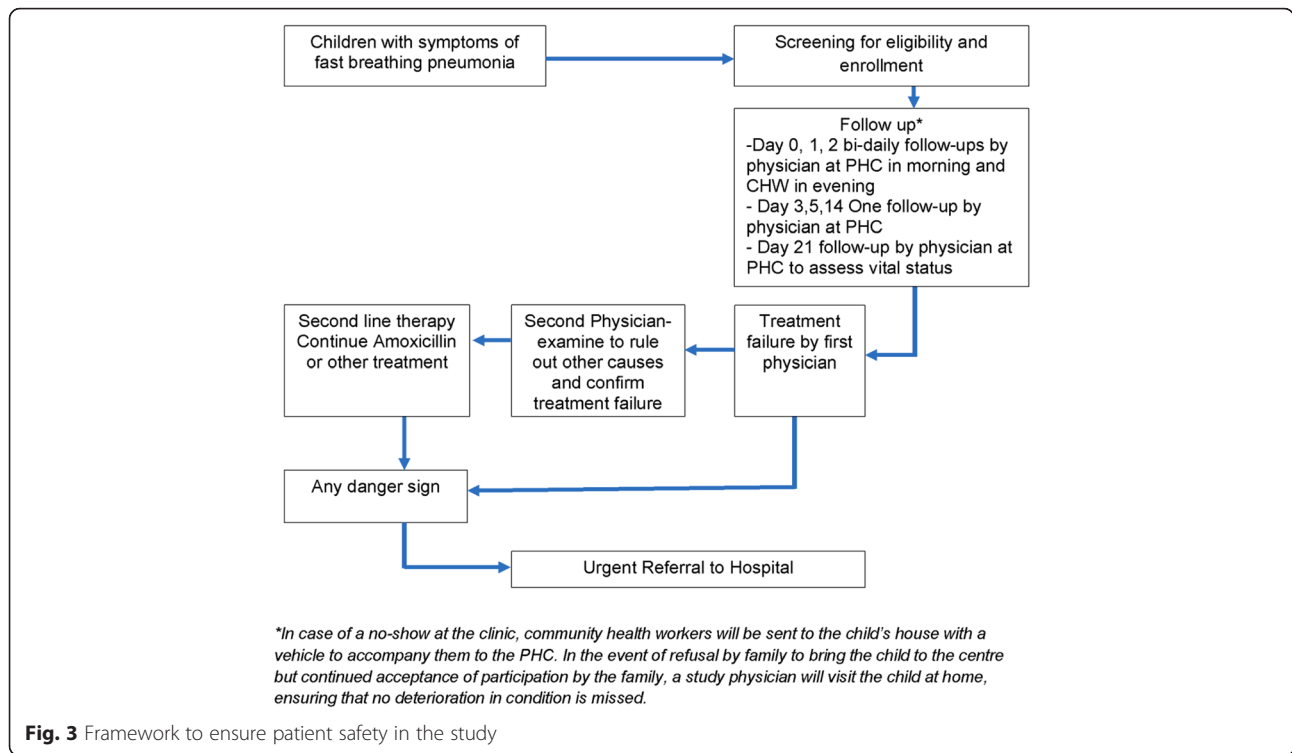 Children with symptoms of
fast breathing pneumonia
Screening for eligibility and
enrollment
Follow up*
-Day 0, 1, 2 bi-daily follow-ups by
physician at PHC in morning and
CHW in evening
- Day 3,5,14 One follow-up by
physician at PHC
- Day 21 follow-up by physician at
PHC to assess vital status
Second line therapy
Continue Amoxicillin
or other treatment
Second Physician-
examine to rule
out other causes
and confirm
treatment failure
Treatment
failure by first
physician
Any danger sign
Urgent Referral to Hospital
*In case of a no-show at the clinic, community health workers will be sent to the child's house with a
vehicle to accompany them to the PHC. In the event of refusal by family to bring the child to the centre
but continued acceptance of participation by the family, a study physician will visit the child at home,
ensuring that no deterioration in condition is missed.
Fig. 3 Framework to ensure patient safety in the study